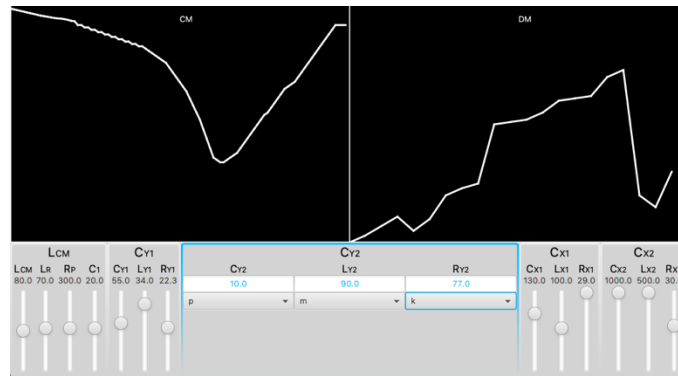 CM DM
LCM CY1 CY2 CX1 CX2
LCM LR RP C1 CY1 LY1 RY1 CY2 LY2 RY2 CX1 LX1 RX1 CX2 LX2 RX
80.0 70.0 300.0 20.0 55.0 34.0 22.3 10.0 90.0 77.0 130.0 100.0 29.0 1000.0 500.0 30.
p m k